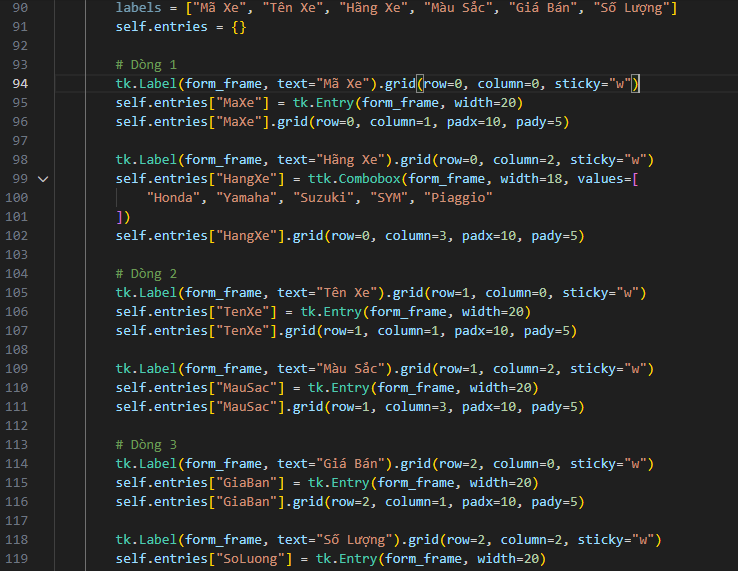 90 labels = ["Mã Xe", "Tên Xe", "Hãng Xe", "Màu Sắc", "Giá Bán", "Số Lượng"]
91 self.entries = {}
92
93 # Dòng 1
94 tk.Label(form_frame, text="Mã Xe").grid(row=0, column=0, sticky="w")
95 self.entries["MaXe"] = tk.Entry(form_frame, width=20)
96 self.entries["MaXe"].grid(row=0, column=1, padx=10, pady=5)
97
98 tk.Label(form_frame, text="Hãng Xe").grid(row=0, column=2, sticky="w")
99 self.entries["HangXe"] = ttk.Combobox(form_frame, width=18, values=[
100 "Honda", "Yamaha", "Suzuki", "SYM", "Piaggio"
101 ])
102 self.entries["HangXe"].grid(row=0, column=3, padx=10, pady=5)
103
104 # Dòng 2
105 tk.Label(form_frame, text="Tên Xe").grid(row=1, column=0, sticky="w")
106 self.entries["TenXe"] = tk.Entry(form_frame, width=20)
107 self.entries["TenXe"].grid(row=1, column=1, padx=10, pady=5)
108
109 tk.Label(form_frame, text="Màu Sắc").grid(row=1, column=2, sticky="w")
110 self.entries["MauSac"] = tk.Entry(form_frame, width=20)
111 self.entries["MauSac"].grid(row=1, column=3, padx=10, pady=5)
112
113 # Dòng 3
114 tk.Label(form_frame, text="Giá Bán").grid(row=2, column=0, sticky="w")
115 self.entries["GiaBan"] = tk.Entry(form_frame, width=20)
116 self.entries["GiaBan"].grid(row=2, column=1, padx=10, pady=5)
117
118 tk.Label(form_frame, text="Số Lượng").grid(row=2, column=2, sticky="w")
119 self.entries["SoLuong"] = tk.Entry(form_frame, width=20)